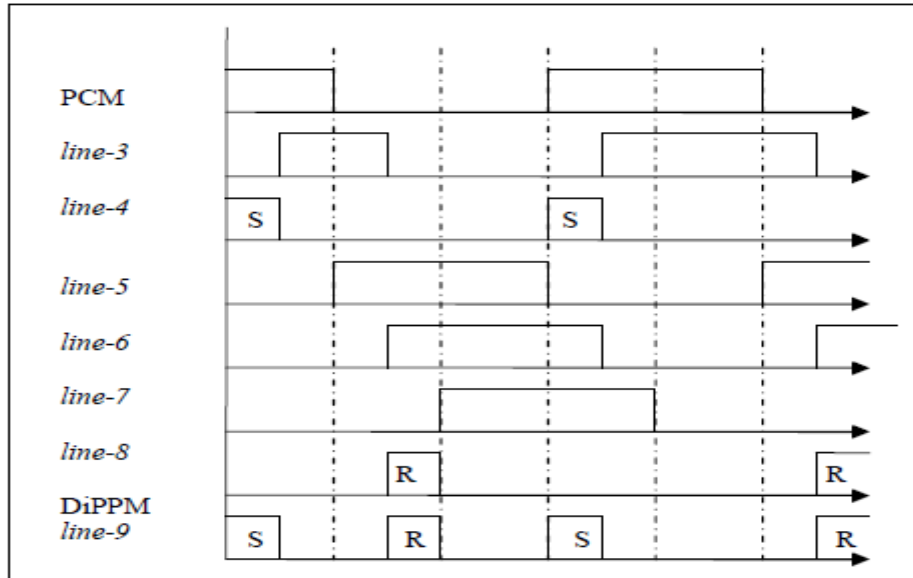 PCM
line-3
line-4
S S
line-5
line-6
line-7
line-8
R R
DiPPM
line-9
S R S R